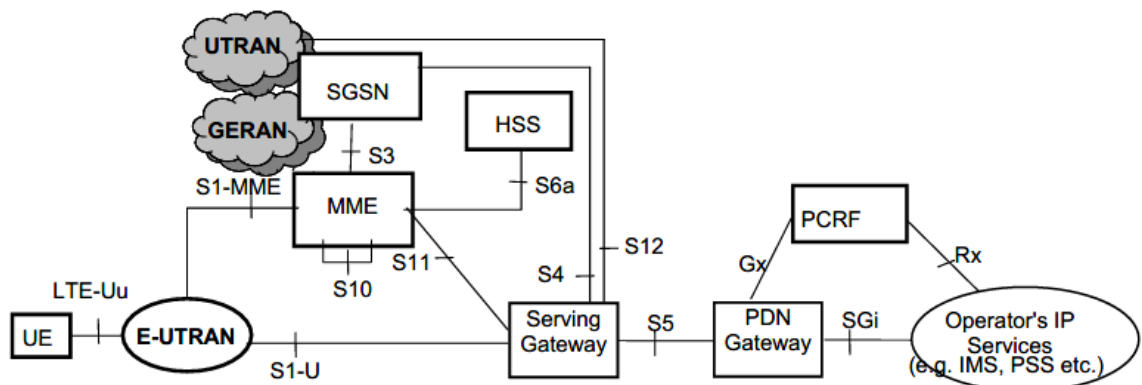 UTRAN
SGSN
GERAN
HSS
S3
S1-MME
S6a
MME
PCRF
S12
S11
Gx
Rx
S4
S10
LTE-Uu
UE
E-UTRAN
Serving
Gateway
S5
PDN
Gateway
SGi
Operator's IP
Services
(e.g. IMS, PSS etc.)
S1-U